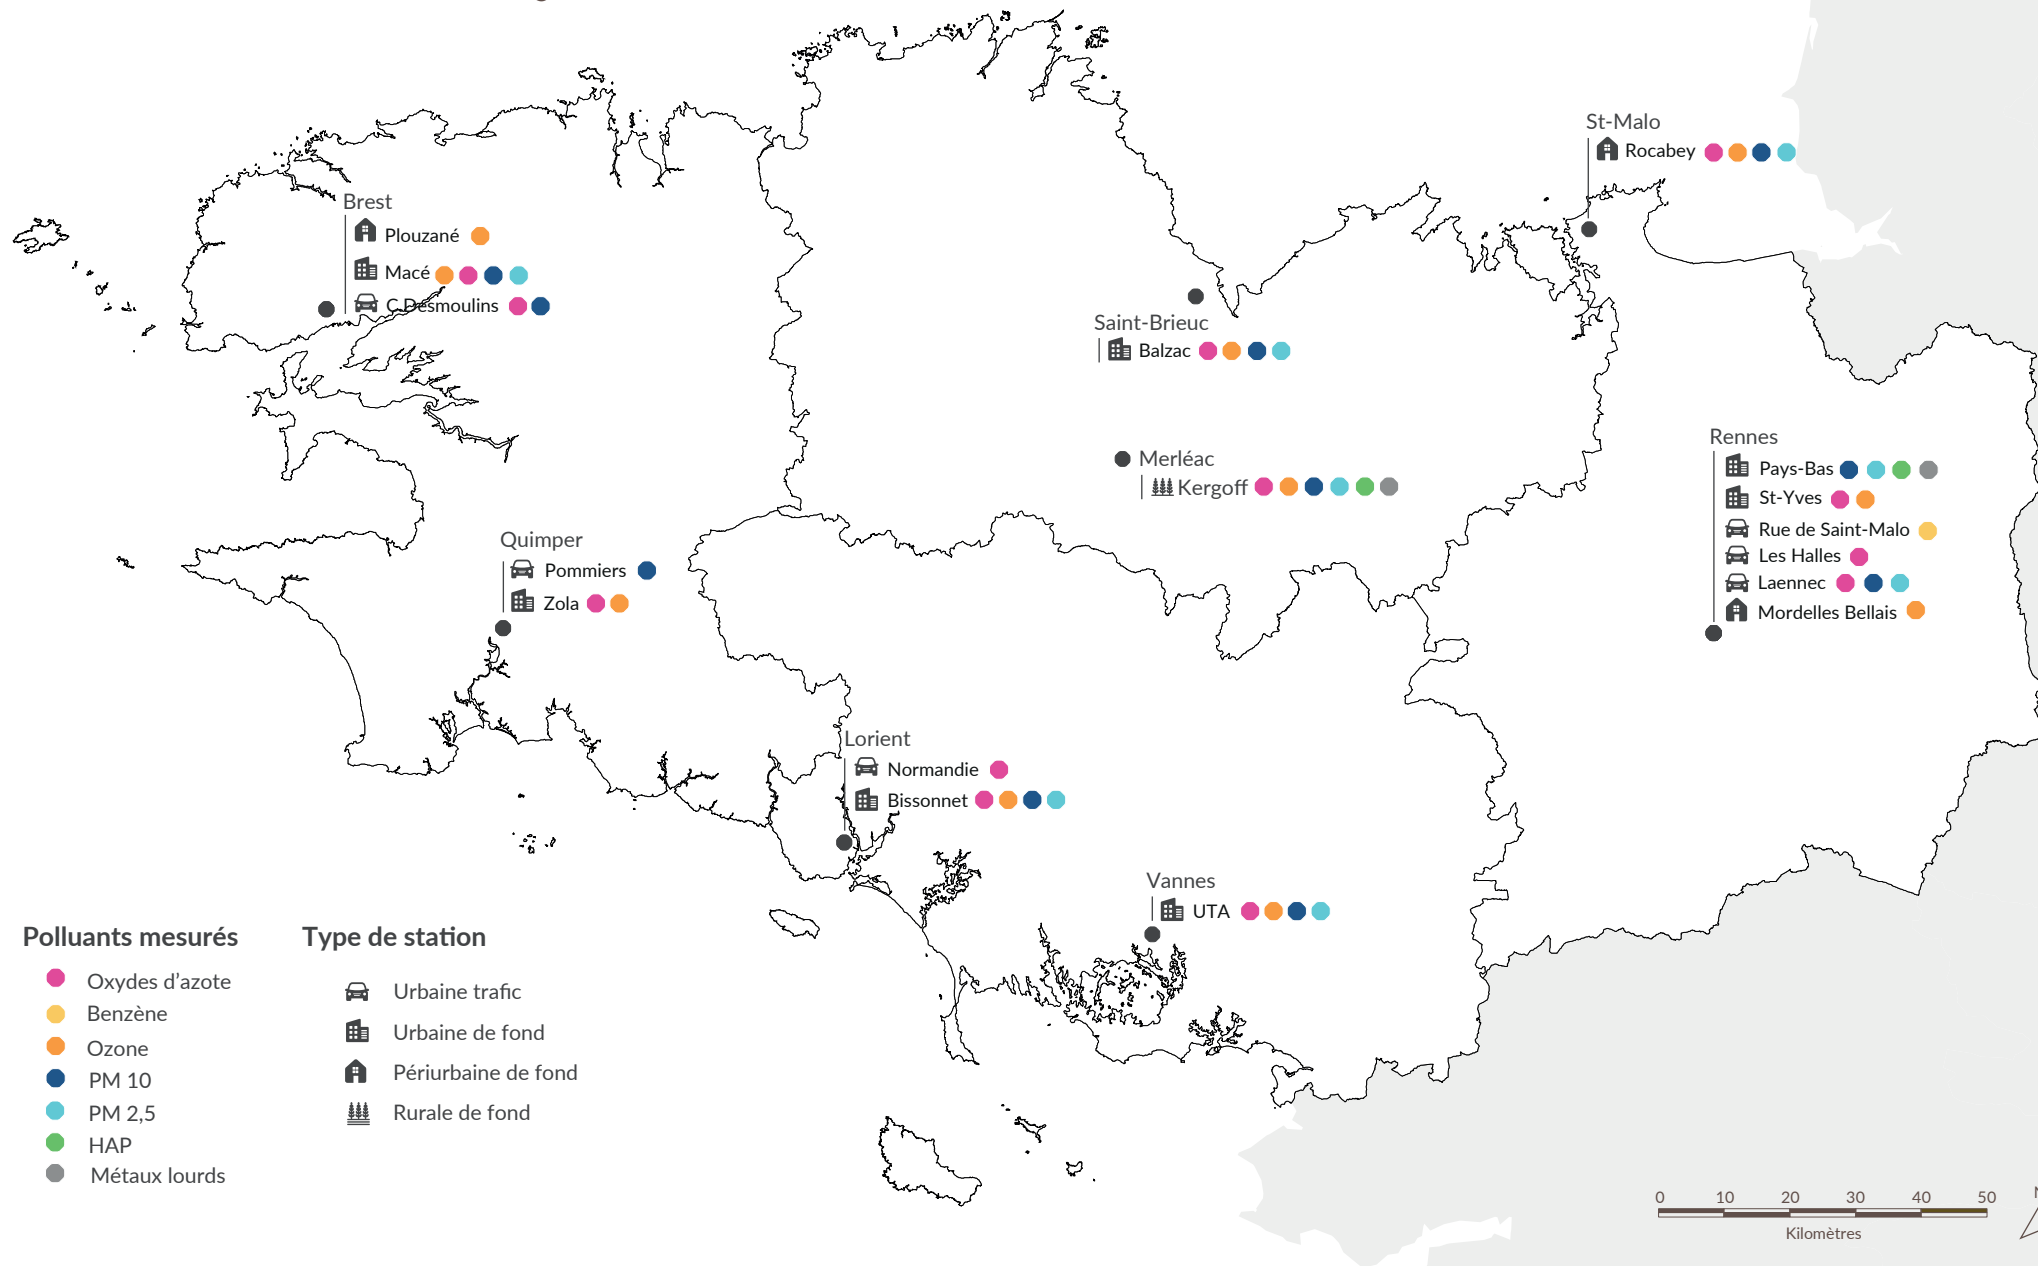 St-Malo
Rocabey
Brest
Plouzané
Macé
C.Desmoulins
Saint-Brieuc
Balzac
Merléac
Kergoff
Rennes
Pays-Bas
St-Yves
Rue de Saint-Malo
Les Halles
Laennec
Mordelles Bellais
Quimper
Pommiers
Zola
Lorient
Normandie
Bissonnet
Vannes
UTA
Polluants mesurés
Oxydes d'azote
Benzène
Ozone
PM 10
PM 2,5
HAP
Métaux lourds
Type de station
Urbaine trafic
Urbaine de fond
Périurbaine de fond
Rurale de fond
0 10 20 30 40 50
Kilomètres